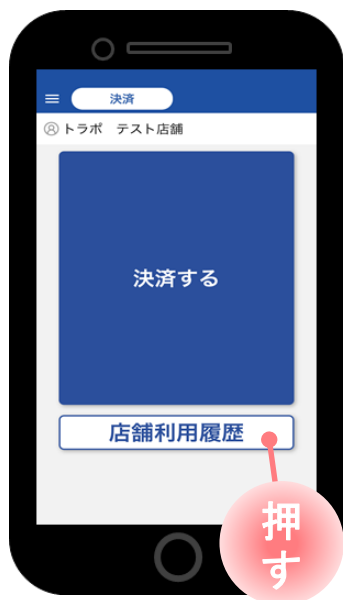 決済
トラポ　テスト店舗
決済する
店舗利用履歴
押
す